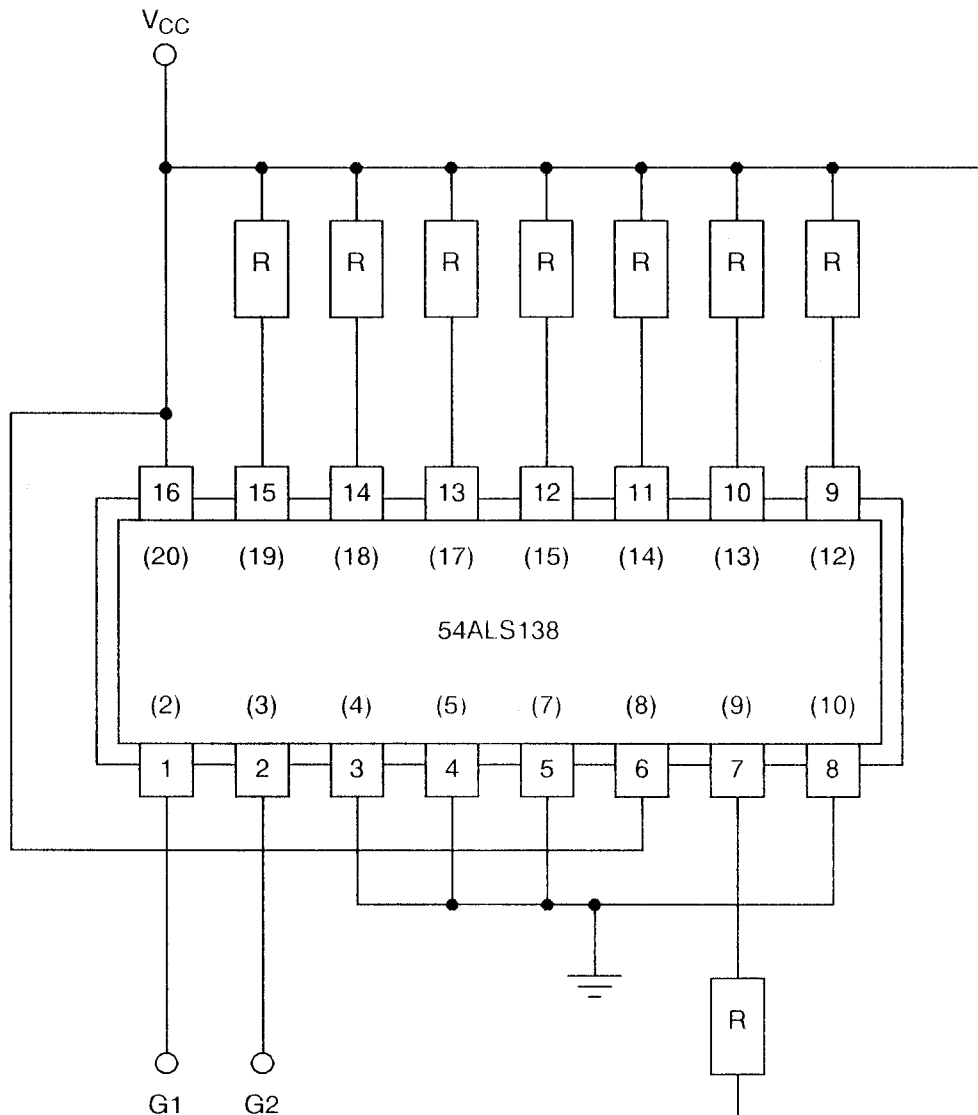 VCC
R R R R R R R
16 15 14 13 12 11 10 9
(20) (19) (18) (17) (15) (14) (13) (12)
54ALS138
(2) (3) (4) (5) (7) (8) (9) (10)
1 2 3 4 5 6 7 8
R
G1 G2